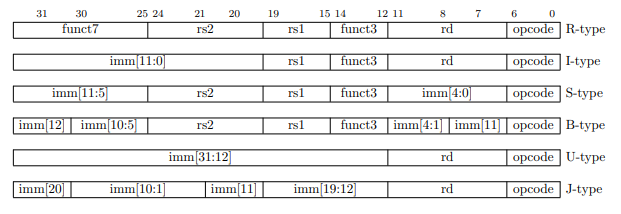 31 30 25 24 21 20 19 15 14 12 11 8 7 6 0
funct7 rs2 rs1 funct3 rd opcode R-type
imm[11:0] rs1 funct3 rd opcode I-type
imm[11:5] rs2 rs1 funct3 imm[4:0] opcode S-type
imm[12] imm[10:5] rs2 rs1 funct3 imm[4:1] imm[11] opcode B-type
imm[31:12] rd opcode U-type
imm[20] imm[10:1] imm[11] imm[19:12] rd opcode J-type